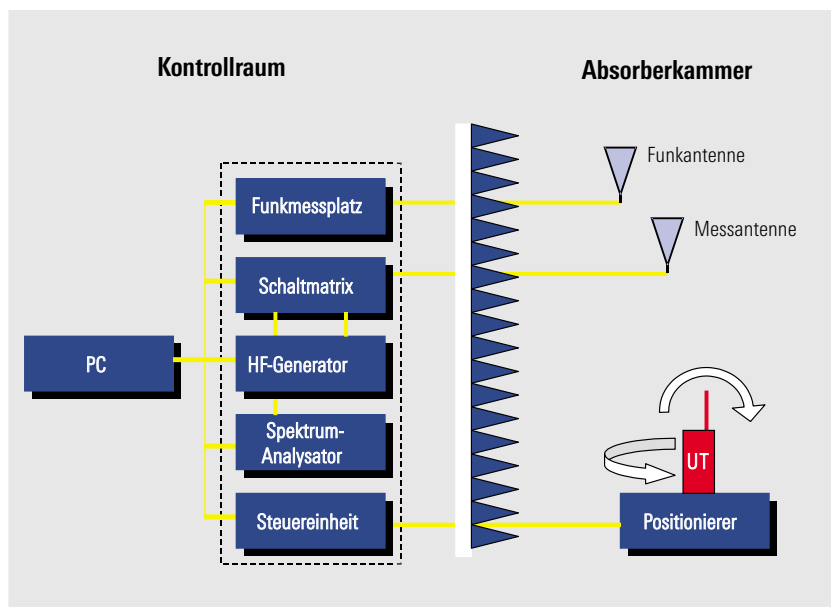 Kontrollraum
Absorberkammer
Funkmessplatz
Funkantenne
Schaltmatrix
Messantenne
PC
HF-Generator
Spektrum-
Analysator
UT
Steuereinheit
Positionierer